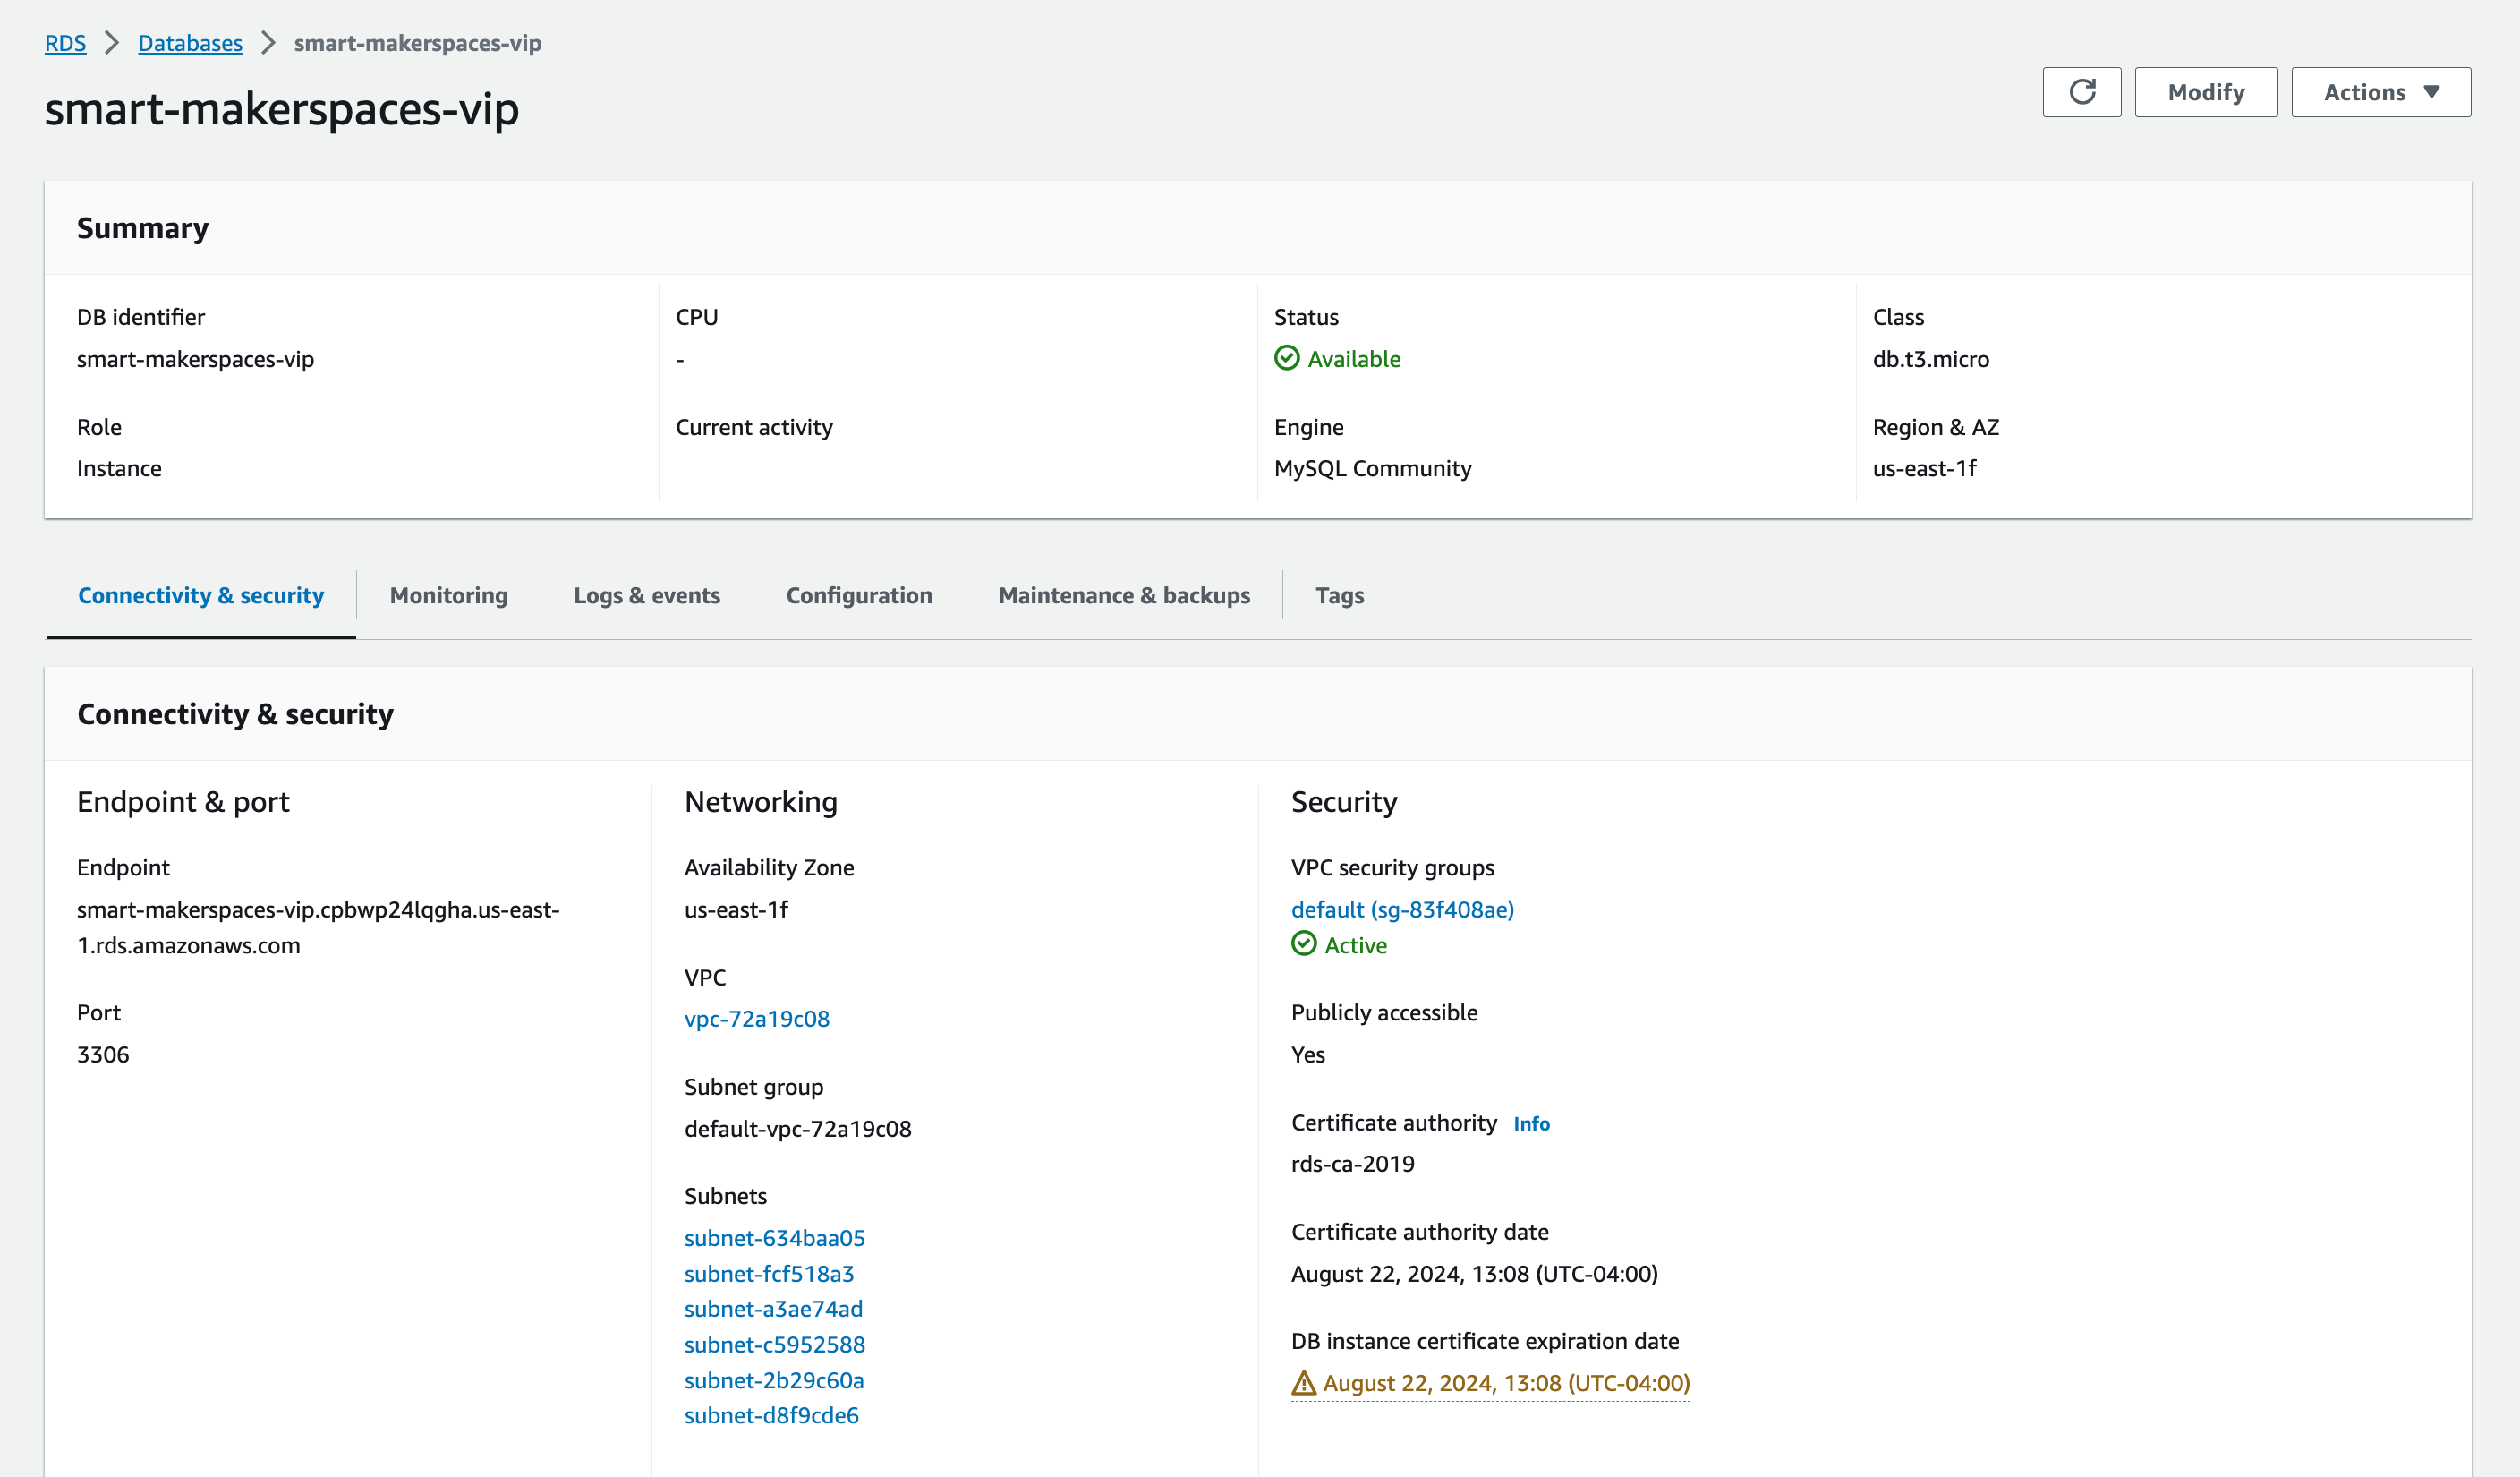 RDS > Databases > smart-makerspaces-vip
smart-makerspaces-vip
Modify
Actions
Summary
DB identifier
smart-makerspaces-vip
CPU
-
Status
Available
Class
db.t3.micro
Role
Instance
Current activity
Engine
MySQL Community
Region & AZ
us-east-1f
Connectivity & security
Monitoring
Logs & events
Configuration
Maintenance & backups
Tags
Connectivity & security
Endpoint & port
Endpoint
smart-makerspaces-vip.cpbwp24lqgha.us-east-
1.rds.amazonaws.com
Port
3306
Networking
Availability Zone
us-east-1f
VPC
vpc-72a19c08
Subnet group
default-vpc-72a19c08
Subnets
subnet-634baa05
subnet-fcf518a3
subnet-a3ae74ad
subnet-c5952588
subnet-2b29c60a
subnet-d8f9cde6
Security
VPC security groups
default (sg-83f408ae)
Active
Publicly accessible
Yes
Certificate authority Info
rds-ca-2019
Certificate authority date
August 22, 2024, 13:08 (UTC-04:00)
DB instance certificate expiration date
August 22, 2024, 13:08 (UTC-04:00)